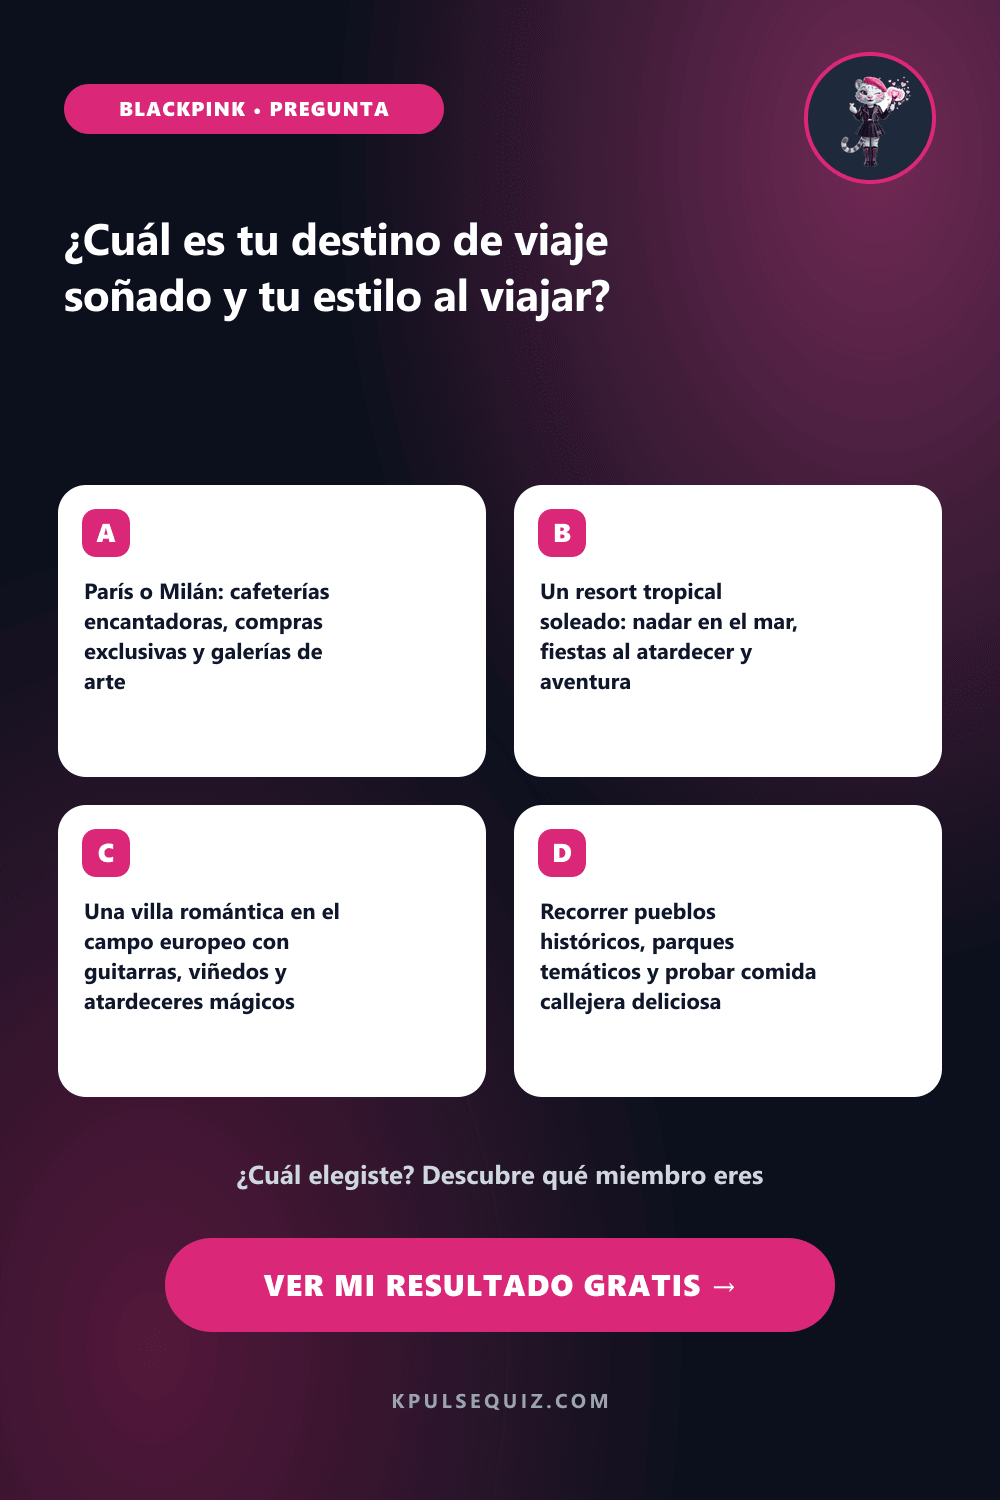 BLACKPINK • PREGUNTA
¿Cuál es tu destino de viaje
soñado y tu estilo al viajar?
A
París o Milán: cafeterías
encantadoras, compras
exclusivas y galerías de
arte
B
Un resort tropical
soleado: nadar en el mar,
fiestas al atardecer y
aventura
C
Una villa romántica en el
campo europeo con
guitarras, viñedos y
atardeceres mágicos
D
Recorrer pueblos
históricos, parques
temáticos y probar comida
callejera deliciosa
¿Cuál elegiste? Descubre qué miembro eres
VER MI RESULTADO GRATIS →
KPULSEQUIZ.COM